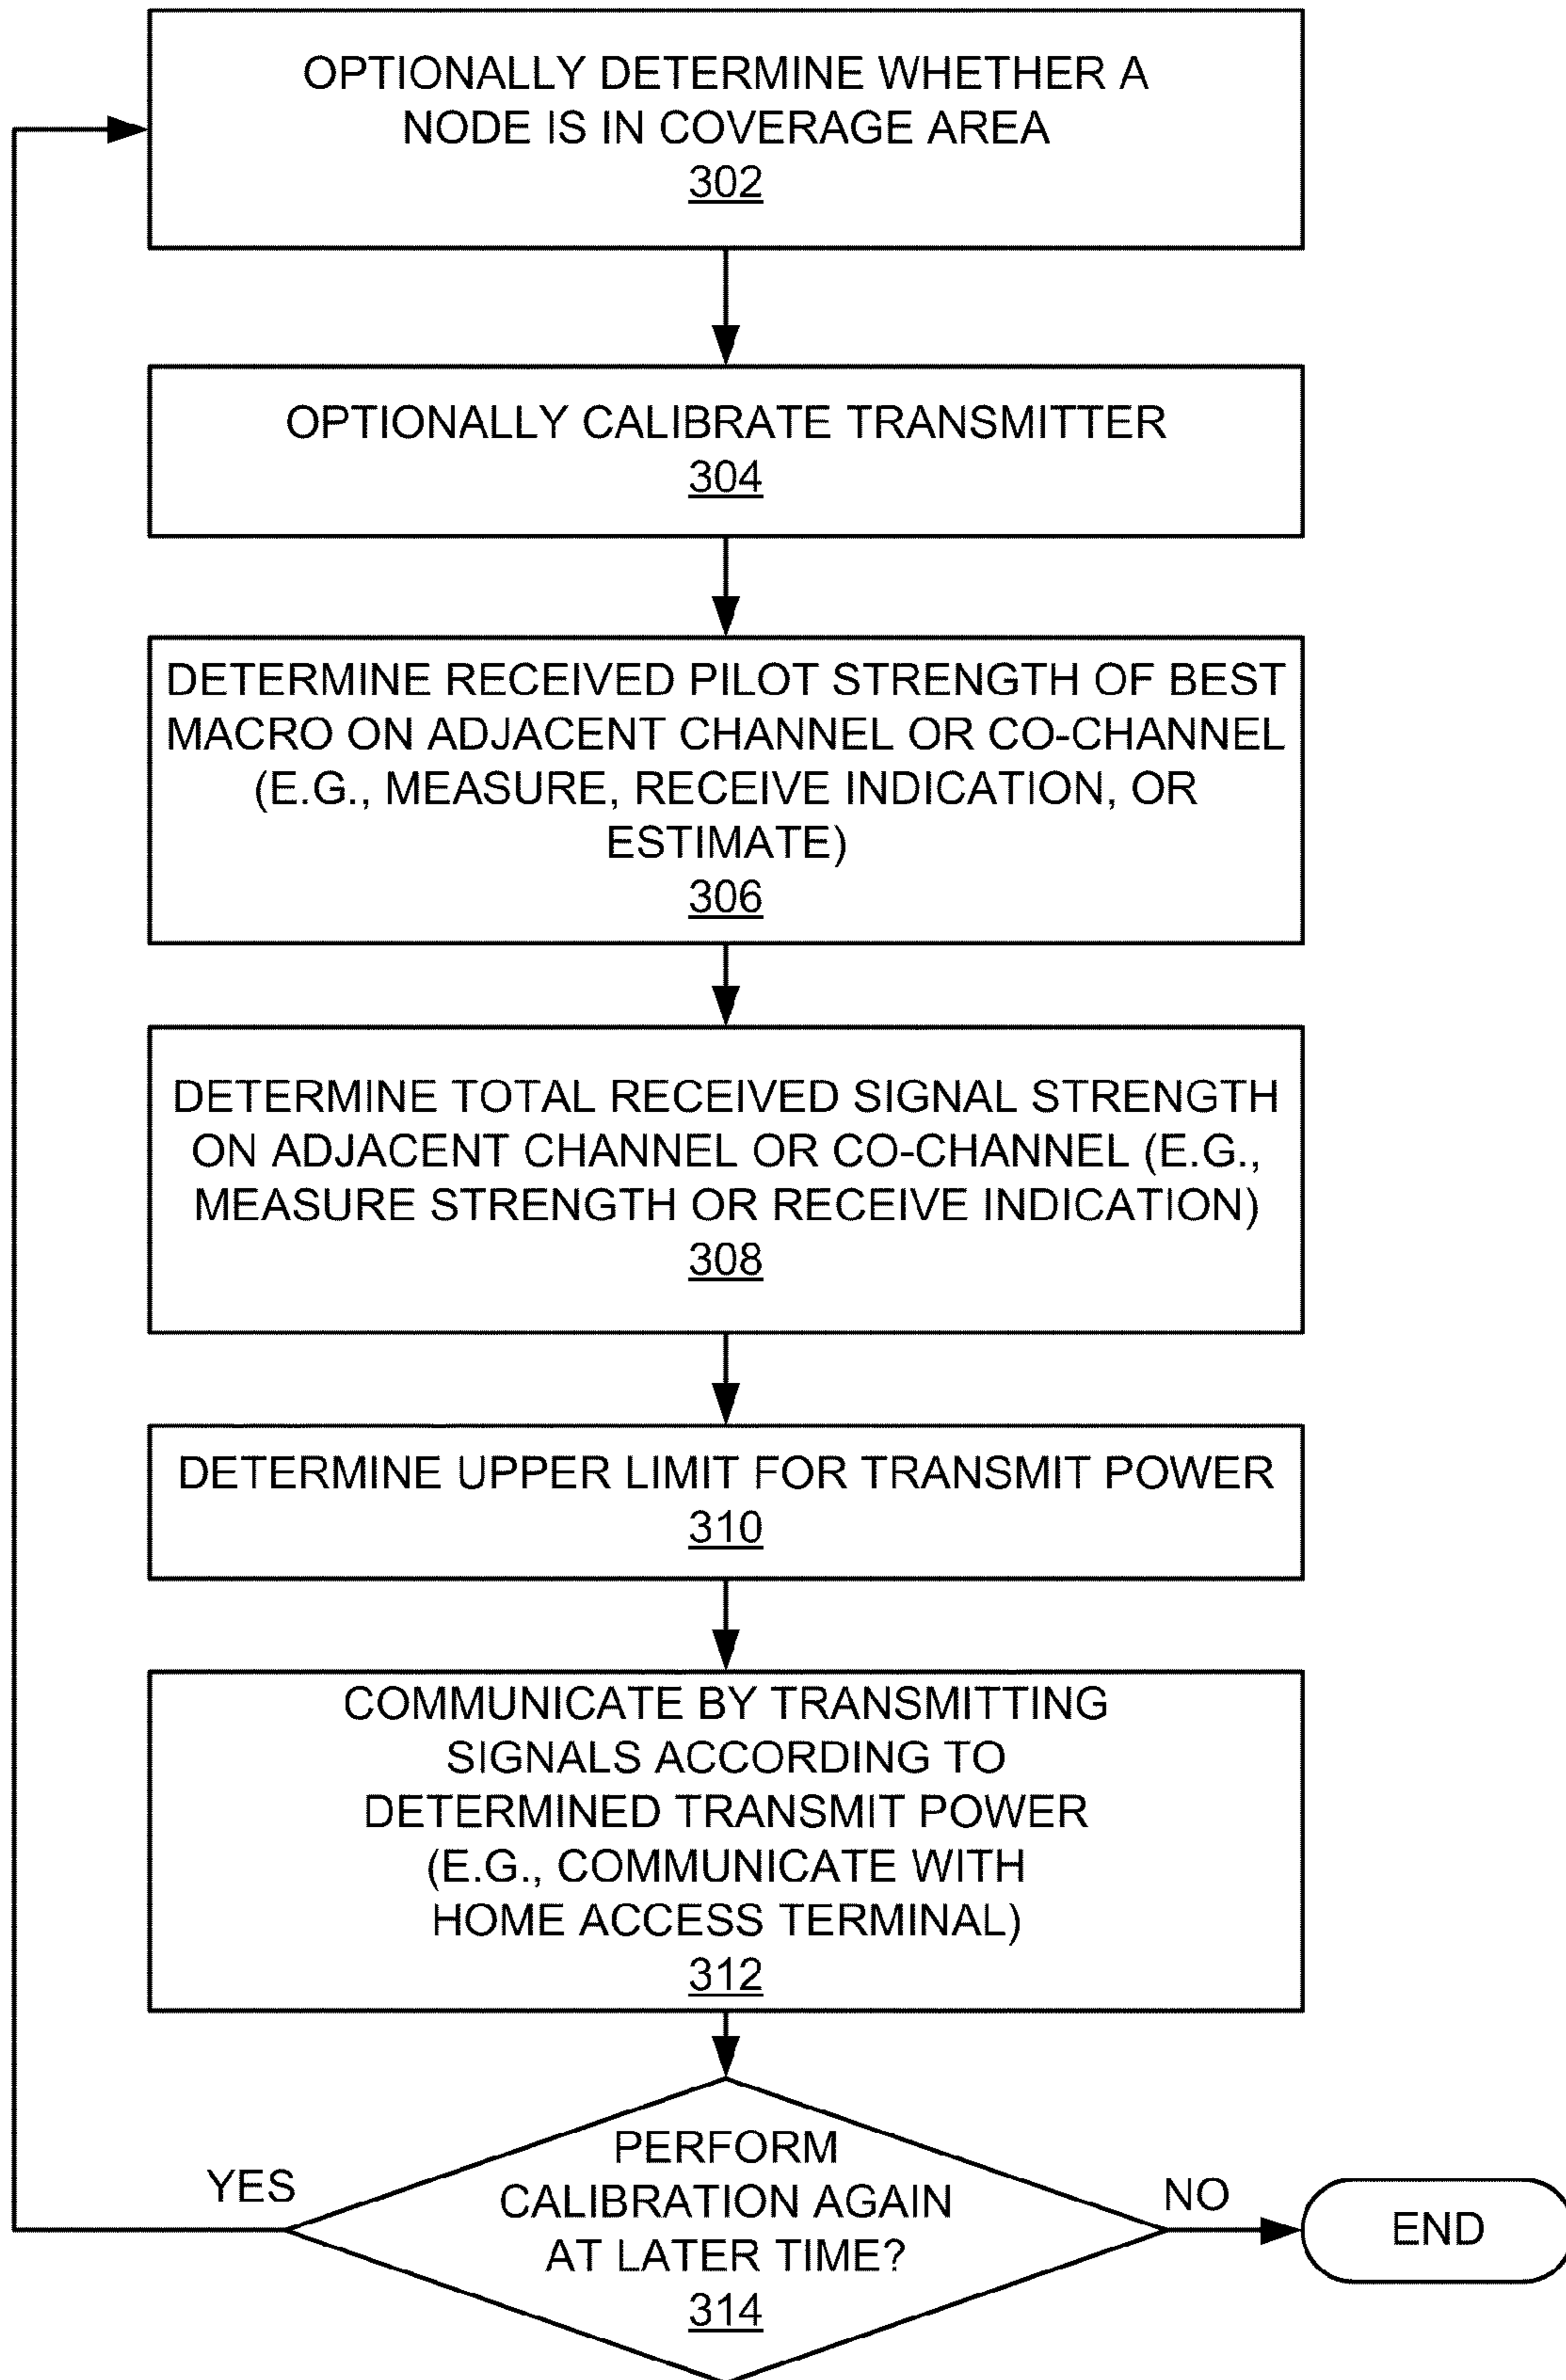 OPTIONALLY DETERMINE WHETHER A
NODE IS IN COVERAGE AREA
302
OPTIONALLY CALIBRATE TRANSMITTER
304
DETERMINE RECEIVED PILOT STRENGTH OF BEST
MACRO ON ADJACENT CHANNEL OR CO-CHANNEL
(E.G., MEASURE, RECEIVE INDICATION, OR
ESTIMATE)
306
DETERMINE TOTAL RECEIVED SIGNAL STRENGTH
ON ADJACENT CHANNEL OR CO-CHANNEL (E.G.,
MEASURE STRENGTH OR RECEIVE INDICATION)
308
DETERMINE UPPER LIMIT FOR TRANSMIT POWER
310
COMMUNICATE BY TRANSMITTING
SIGNALS ACCORDING TO
DETERMINED TRANSMIT POWER
(E.G., COMMUNICATE WITH
HOME ACCESS TERMINAL)
312
PERFORM
CALIBRATION AGAIN
AT LATER TIME?
314
YES
NO
END